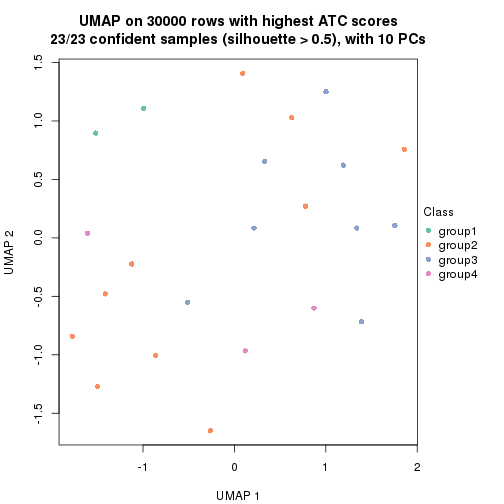 UMAP on 30000 rows with highest ATC scores
23/23 confident samples (silhouette > 0.5), with 10 PCs
1.5
1.0
0.5
0.0
-0.5
-1.0
-1.5
UMAP 2
-1
0
1
2
UMAP 1
Class
group1
group2
group3
group4